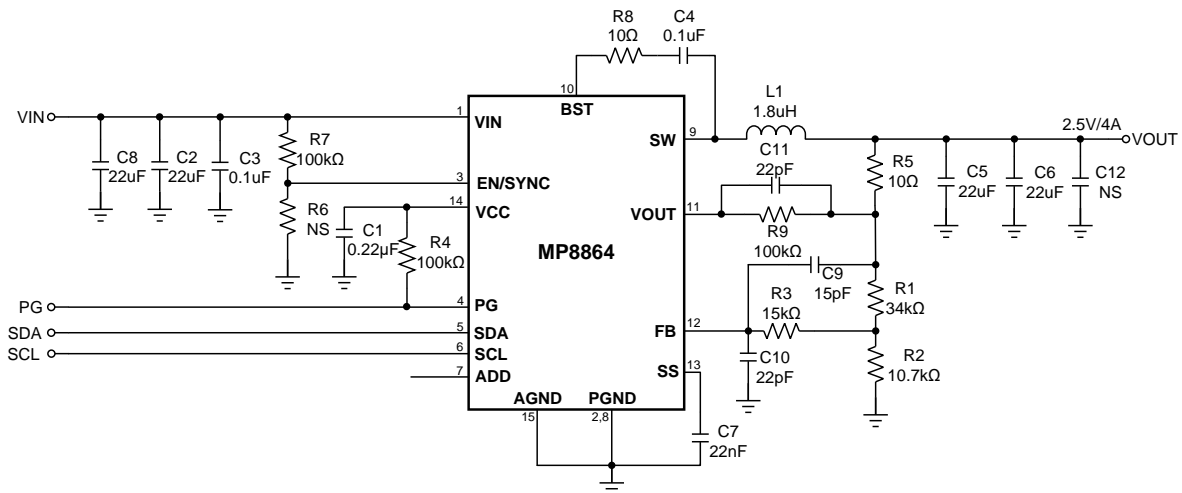 R8
10Ω
C4
0.1uF
10
BST
VIN
1
VIN
C8
22uF
C2
22uF
C3
0.1uF
R7
100kΩ
3
EN/SYNC
R6
NS
14
VCC
C1
0.22µF
R4
100kΩ
PG
4
PG
SDA
5
SDA
SCL
6
SCL
7
ADD
MP8864
9
SW
L1
1.8uH
2.5V/4A
VOUT
C11
22pF
R5
10Ω
C5
22uF
C6
22uF
C12
NS
11
VOUT
R9
100kΩ
C9
15pF
R1
34kΩ
R3
15kΩ
12
FB
C10
22pF
R2
10.7kΩ
13
SS
AGND
PGND
15
2,8
C7
22nF